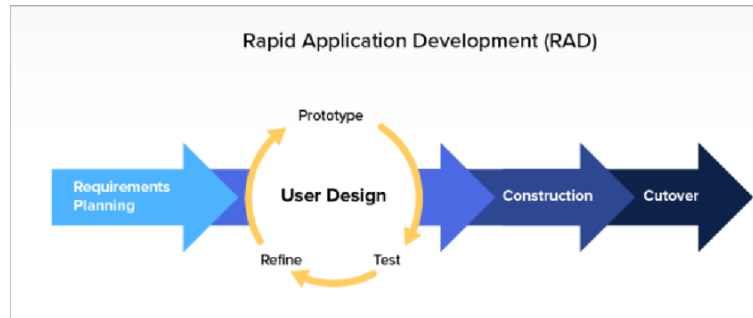 Rapid Application Development (RAD)
Prototype
Requirements
Planning
User Design
Construction
Cutover
Refine
Test